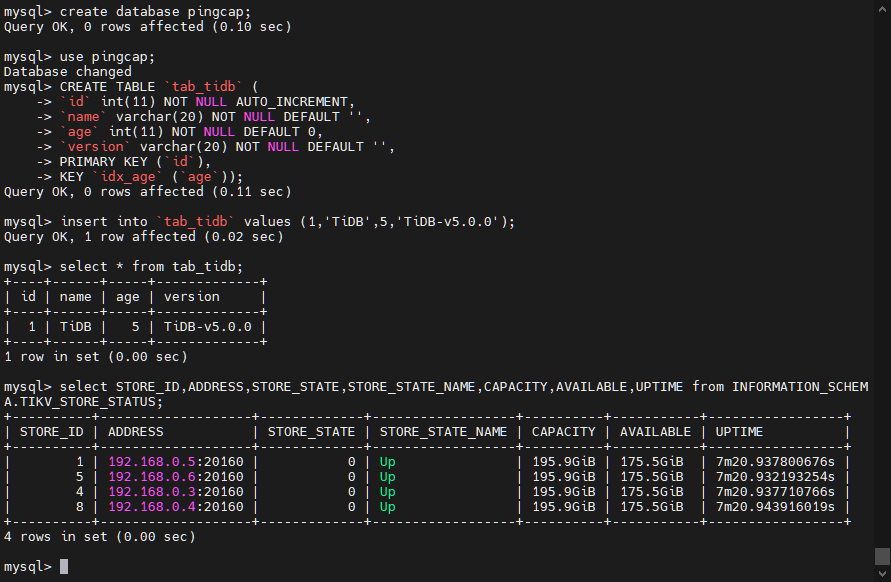 mysql> create database pingcap;
Query OK, 0 rows affected (0.10 sec)
mysql> use pingcap;
Database changed
mysql> CREATE TABLE `tab_tidb` (
    -> `id` int(11) NOT NULL AUTO_INCREMENT,
    -> `name` varchar(20) NOT NULL DEFAULT '',
    -> `age` int(11) NOT NULL DEFAULT 0,
    -> `version` varchar(20) NOT NULL DEFAULT '',
    -> PRIMARY KEY (`id`),
    -> KEY `idx_age` (`age`));
Query OK, 0 rows affected (0.11 sec)
mysql> insert into `tab_tidb` values (1,'TiDB',5,'TiDB-v5.0.0');
Query OK, 1 row affected (0.02 sec)
mysql> select * from tab_tidb;
+----+------+-----+-------------+
| id | name | age | version     |
+----+------+-----+-------------+
|  1 | TiDB |   5 | TiDB-v5.0.0 |
+----+------+-----+-------------+
1 row in set (0.00 sec)
mysql> select STORE_ID,ADDRESS,STORE_STATE,STORE_STATE_NAME,CAPACITY,AVAILABLE,UPTIME from INFORMATION_SCHEM
A.TIKV_STORE_STATUS;
+----------+-------------------+-------------+------------------+----------+-----------+-----------------+
| STORE_ID | ADDRESS           | STORE_STATE | STORE_STATE_NAME | CAPACITY | AVAILABLE | UPTIME          |
+----------+-------------------+-------------+------------------+----------+-----------+-----------------+
|        1 | 192.168.0.5:20160 |           0 | Up               | 195.9GiB | 175.5GiB  | 7m20.937800676s |
|        5 | 192.168.0.6:20160 |           0 | Up               | 195.9GiB | 175.5GiB  | 7m20.932193254s |
|        4 | 192.168.0.3:20160 |           0 | Up               | 195.9GiB | 175.5GiB  | 7m20.937710766s |
|        8 | 192.168.0.4:20160 |           0 | Up               | 195.9GiB | 175.5GiB  | 7m20.943916019s |
+----------+-------------------+-------------+------------------+----------+-----------+-----------------+
4 rows in set (0.00 sec)
mysql>